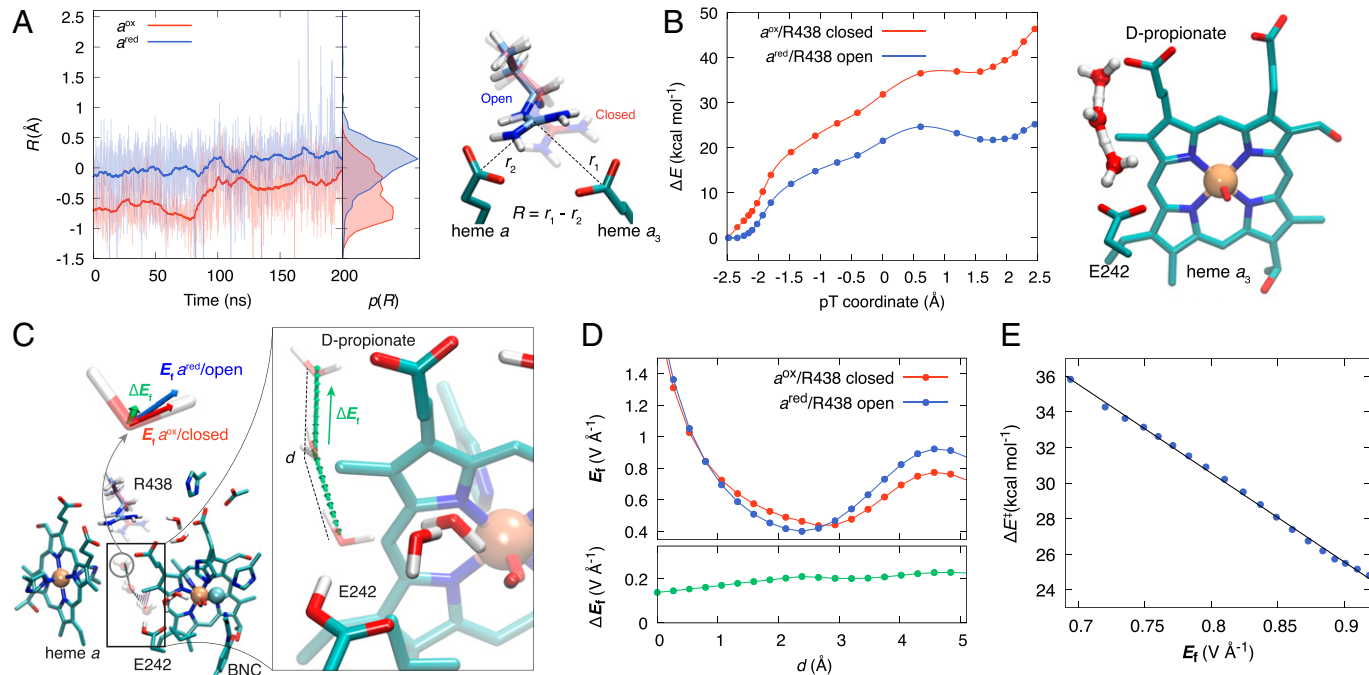 A
R(Å)
2.5
2
1.5
1
0.5
0
-0.5
-1
-1.5
a^ox
a^red
0
50
100
150
200
Time (ns)
p(R)
Open
Closed
r₂
r₁
R = r₁ - r₂
heme a
heme a₃
B
ΔE (kcal mol⁻¹)
50
40
30
20
10
0
a^ox/R438 closed
a^red/R438 open
-2.5 -2 -1.5 -1 -0.5 0 0.5 1 1.5 2 2.5
pT coordinate (Å)
D-propionate
E242
heme a₃
C
E_f a^red/open
ΔE_f
E_f a^ox/closed
R438
heme a
E242
BNC
D-propionate
ΔE_f
d
E242
D
E_f (V Å⁻¹)
1.4
1.2
1
0.8
0.6
0.4
a^ox/R438 closed
a^red/R438 open
ΔE_f (V Å⁻¹)
0.2
0
0 1 2 3 4 5
d (Å)
E
ΔE‡(kcal mol⁻¹)
36
34
32
30
28
26
24
0.7 0.75 0.8 0.85 0.9
E_f (V Å⁻¹)